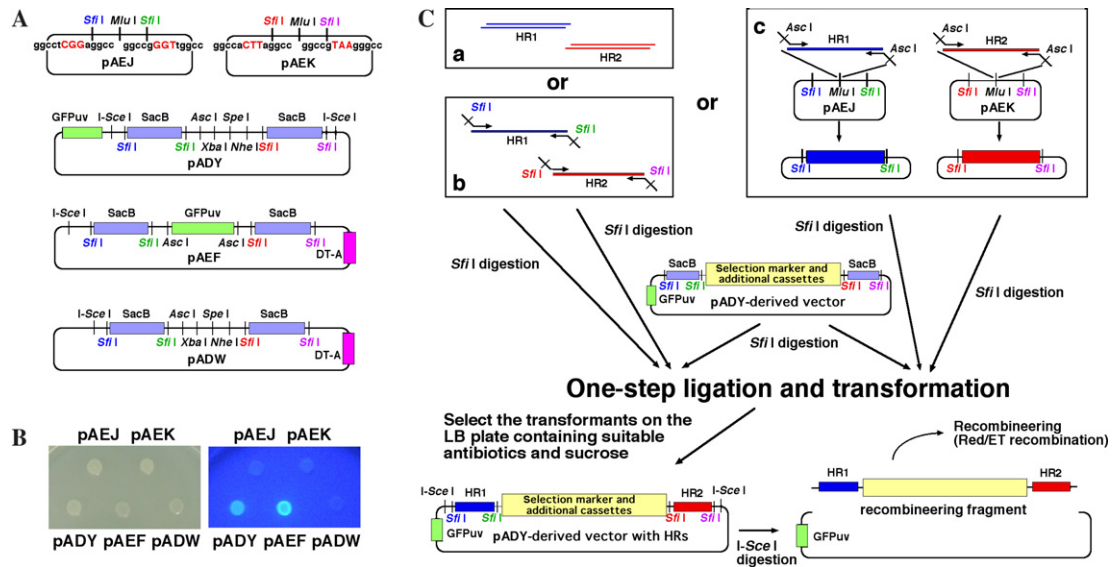 A
Sfi I Mlu I Sfi I
ggcctCGGaggcc ggccgGGTtggcc
pAEJ
Sfi I Mlu I Sfi I
ggccaCTTaggcc ggccgTAAgggcc
pAEK
GFPuv I-Sce I SacB Asc I Spe I SacB I-Sce I
Sfi I Sfi I Xba I Nhe I Sfi I Sfi I
pADY
I-Sce I SacB GFPuv SacB
Sfi I Sfi I Asc I Asc I Sfi I Sfi I
pAEF
DT-A
I-Sce I SacB Asc I Spe I SacB
Sfi I Sfi I Xba I Nhe I Sfi I Sfi I
pADW
DT-A
B
pAEJ pAEK
pADY pAEF pADW
pAEJ pAEK
pADY pAEF pADW
C
HR1
HR2
a
or
Sfi I
HR1
Sfi I
Sfi I
HR2
Sfi I
b
or
c
Asc I
HR1
Asc I
Sfi I Mlu I Sfi I
pAEJ
Sfi I Sfi I
Asc I
HR2
Asc I
Sfi I Mlu I Sfi I
pAEK
Sfi I Sfi I
Sfi I digestion
Sfi I digestion
Sfi I digestion
Sfi I digestion
SacB
Selection marker and
additional cassettes
SacB
Sfi I Sfi I Sfi I Sfi I
GFPuv
pADY-derived vector
Sfi I digestion
One-step ligation and transformation
Select the transformants on the
LB plate containing suitable
antibiotics and sucrose
I-Sce I HR1
Selection marker and
additional cassettes
HR2 I-Sce I
Sfi I Sfi I Sfi I Sfi I
GFPuv
pADY-derived vector with HRs
I-Sce I
digestion
Recombineering
(Red/ET recombination)
HR1 HR2
recombineering fragment
GFPuv